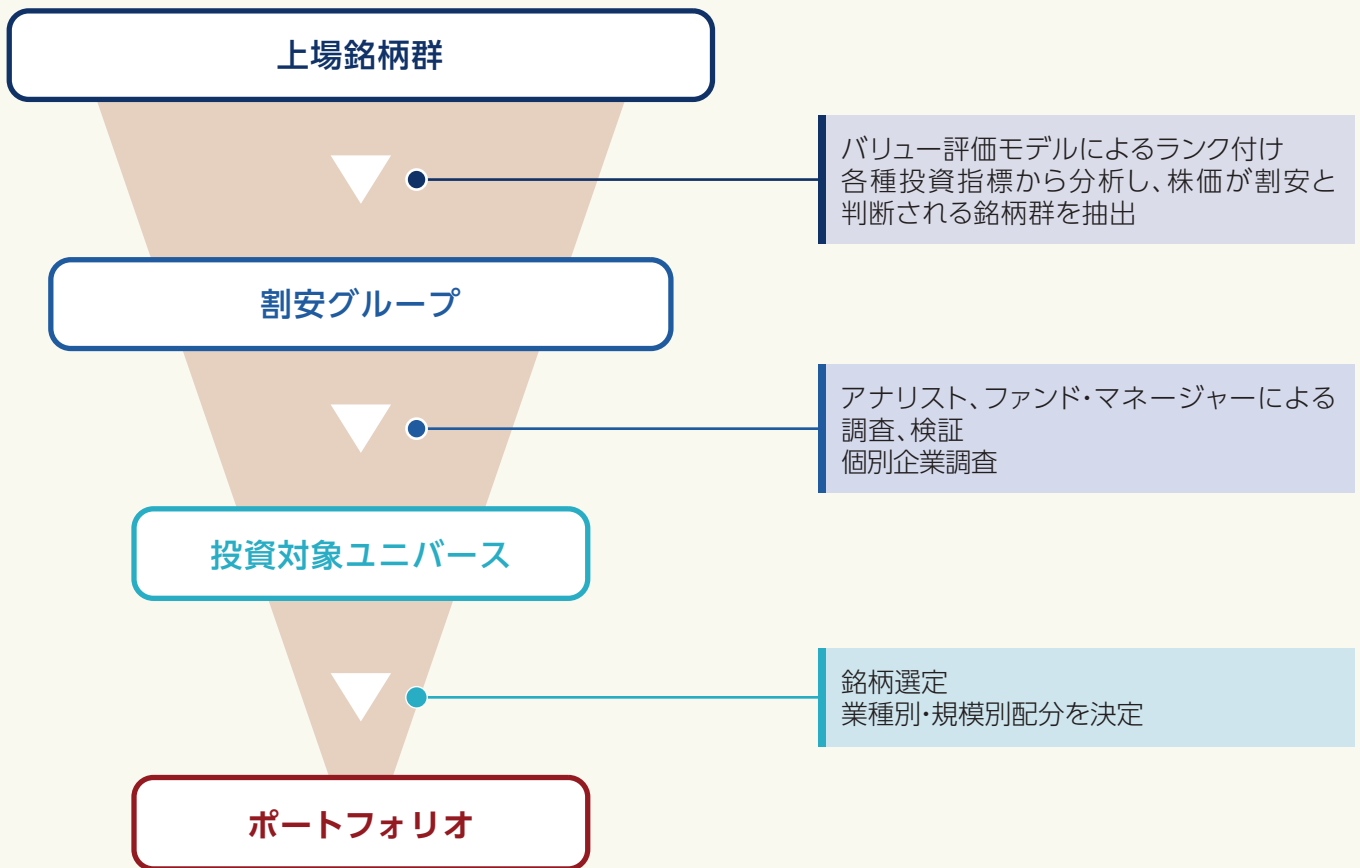 上場銘柄群
バリュー評価モデルによるランク付け
各種投資指標から分析し、株価が割安と
判断される銘柄群を抽出
割安グループ
アナリスト、ファンド・マネージャーによる
調査、検証
個別企業調査
投資対象ユニバース
銘柄選定
業種別・規模別配分を決定
ポートフォリオ